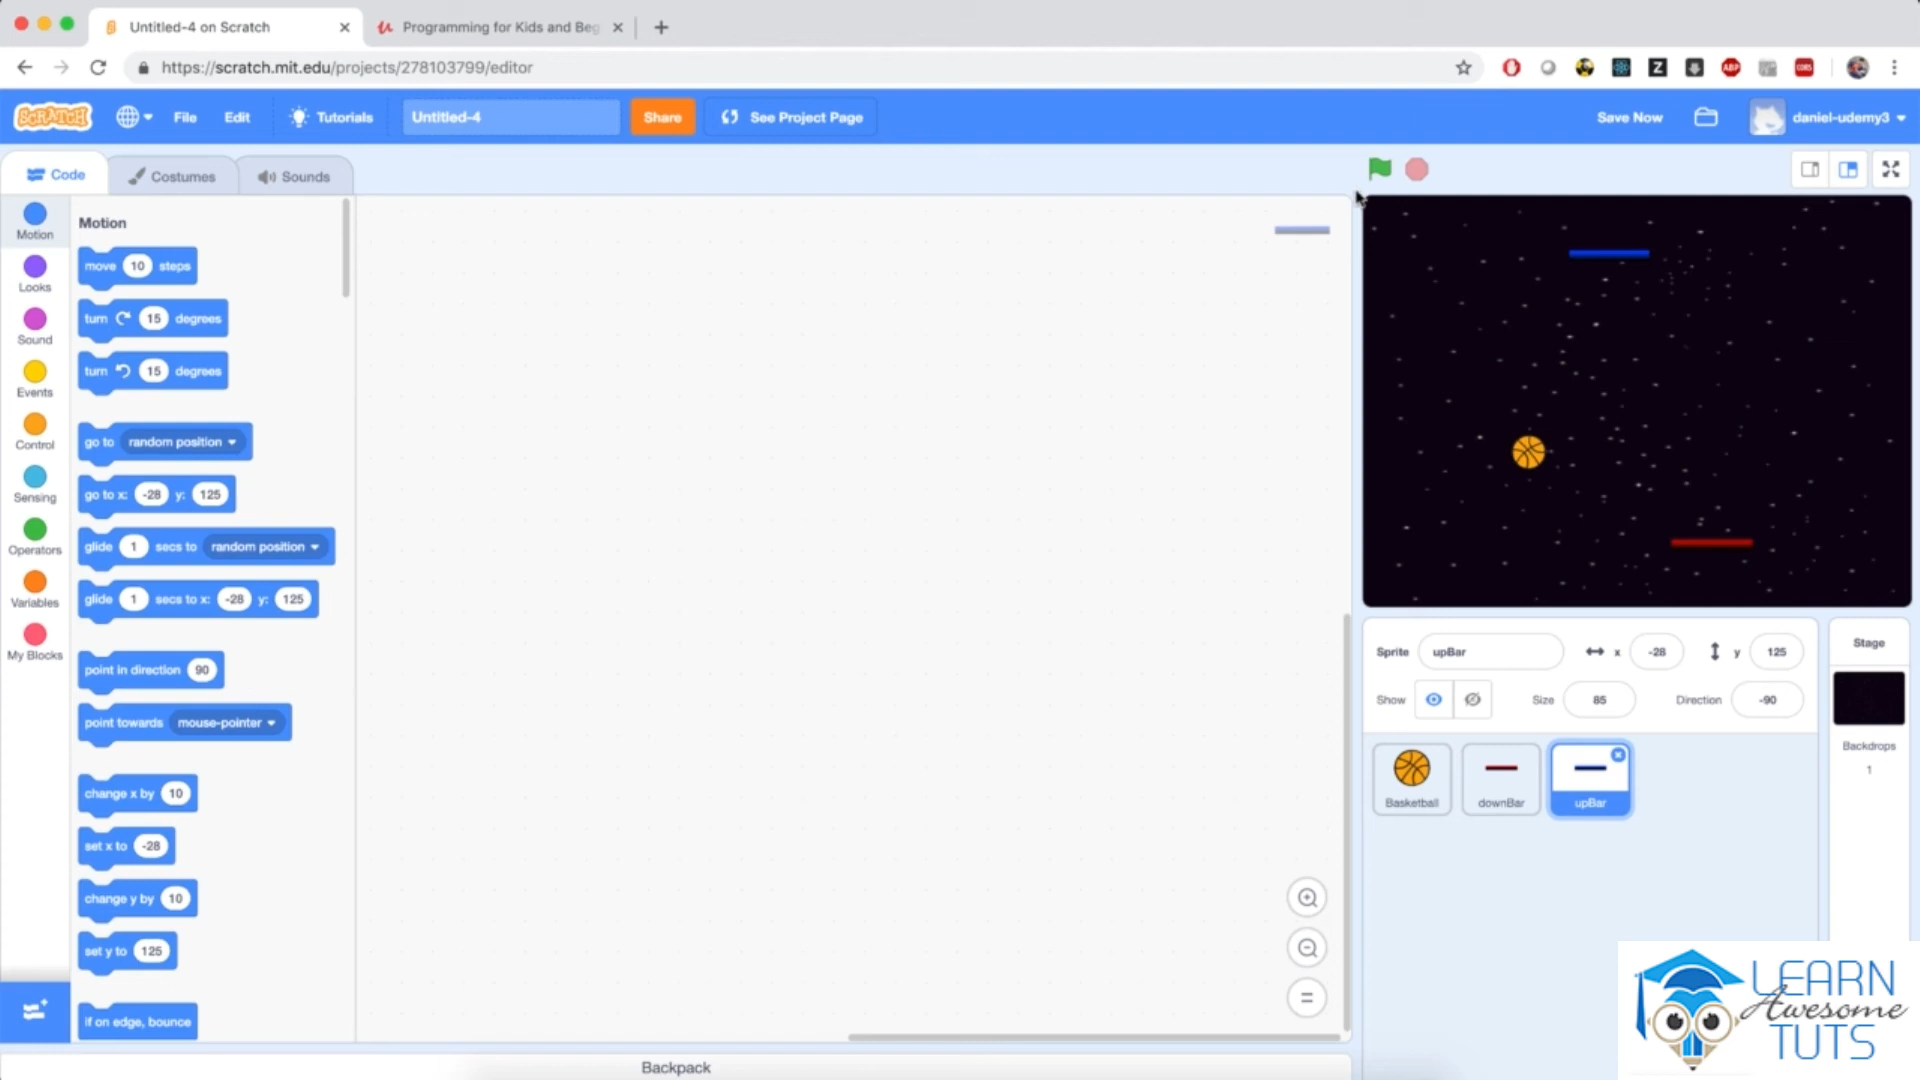 Untitled-4 on Scratch
Programming for Kids and Beg
https://scratch.mit.edu/projects/278103799/editor
SCRATCH
File
Edit
Tutorials
Untitled-4
Share
See Project Page
Save Now
daniel-udemy3
Code
Costumes
Sounds
Motion
Looks
Sound
Events
Control
Sensing
Operators
Variables
My Blocks
Motion
move 10 steps
turn 15 degrees
turn 15 degrees
go to random position
go to x: -28 y: 125
glide 1 secs to random position
glide 1 secs to x: -28 y: 125
point in direction 90
point towards mouse-pointer
change x by 10
set x to -28
change y by 10
set y to 125
if on edge, bounce
Sprite upBar x -28 y 125
Show Size 85 Direction -90
Basketball
downBar
upBar
Stage
Backdrops
1
Backpack
ABP
CORS
Z
LEARN
Awesome
TUTS